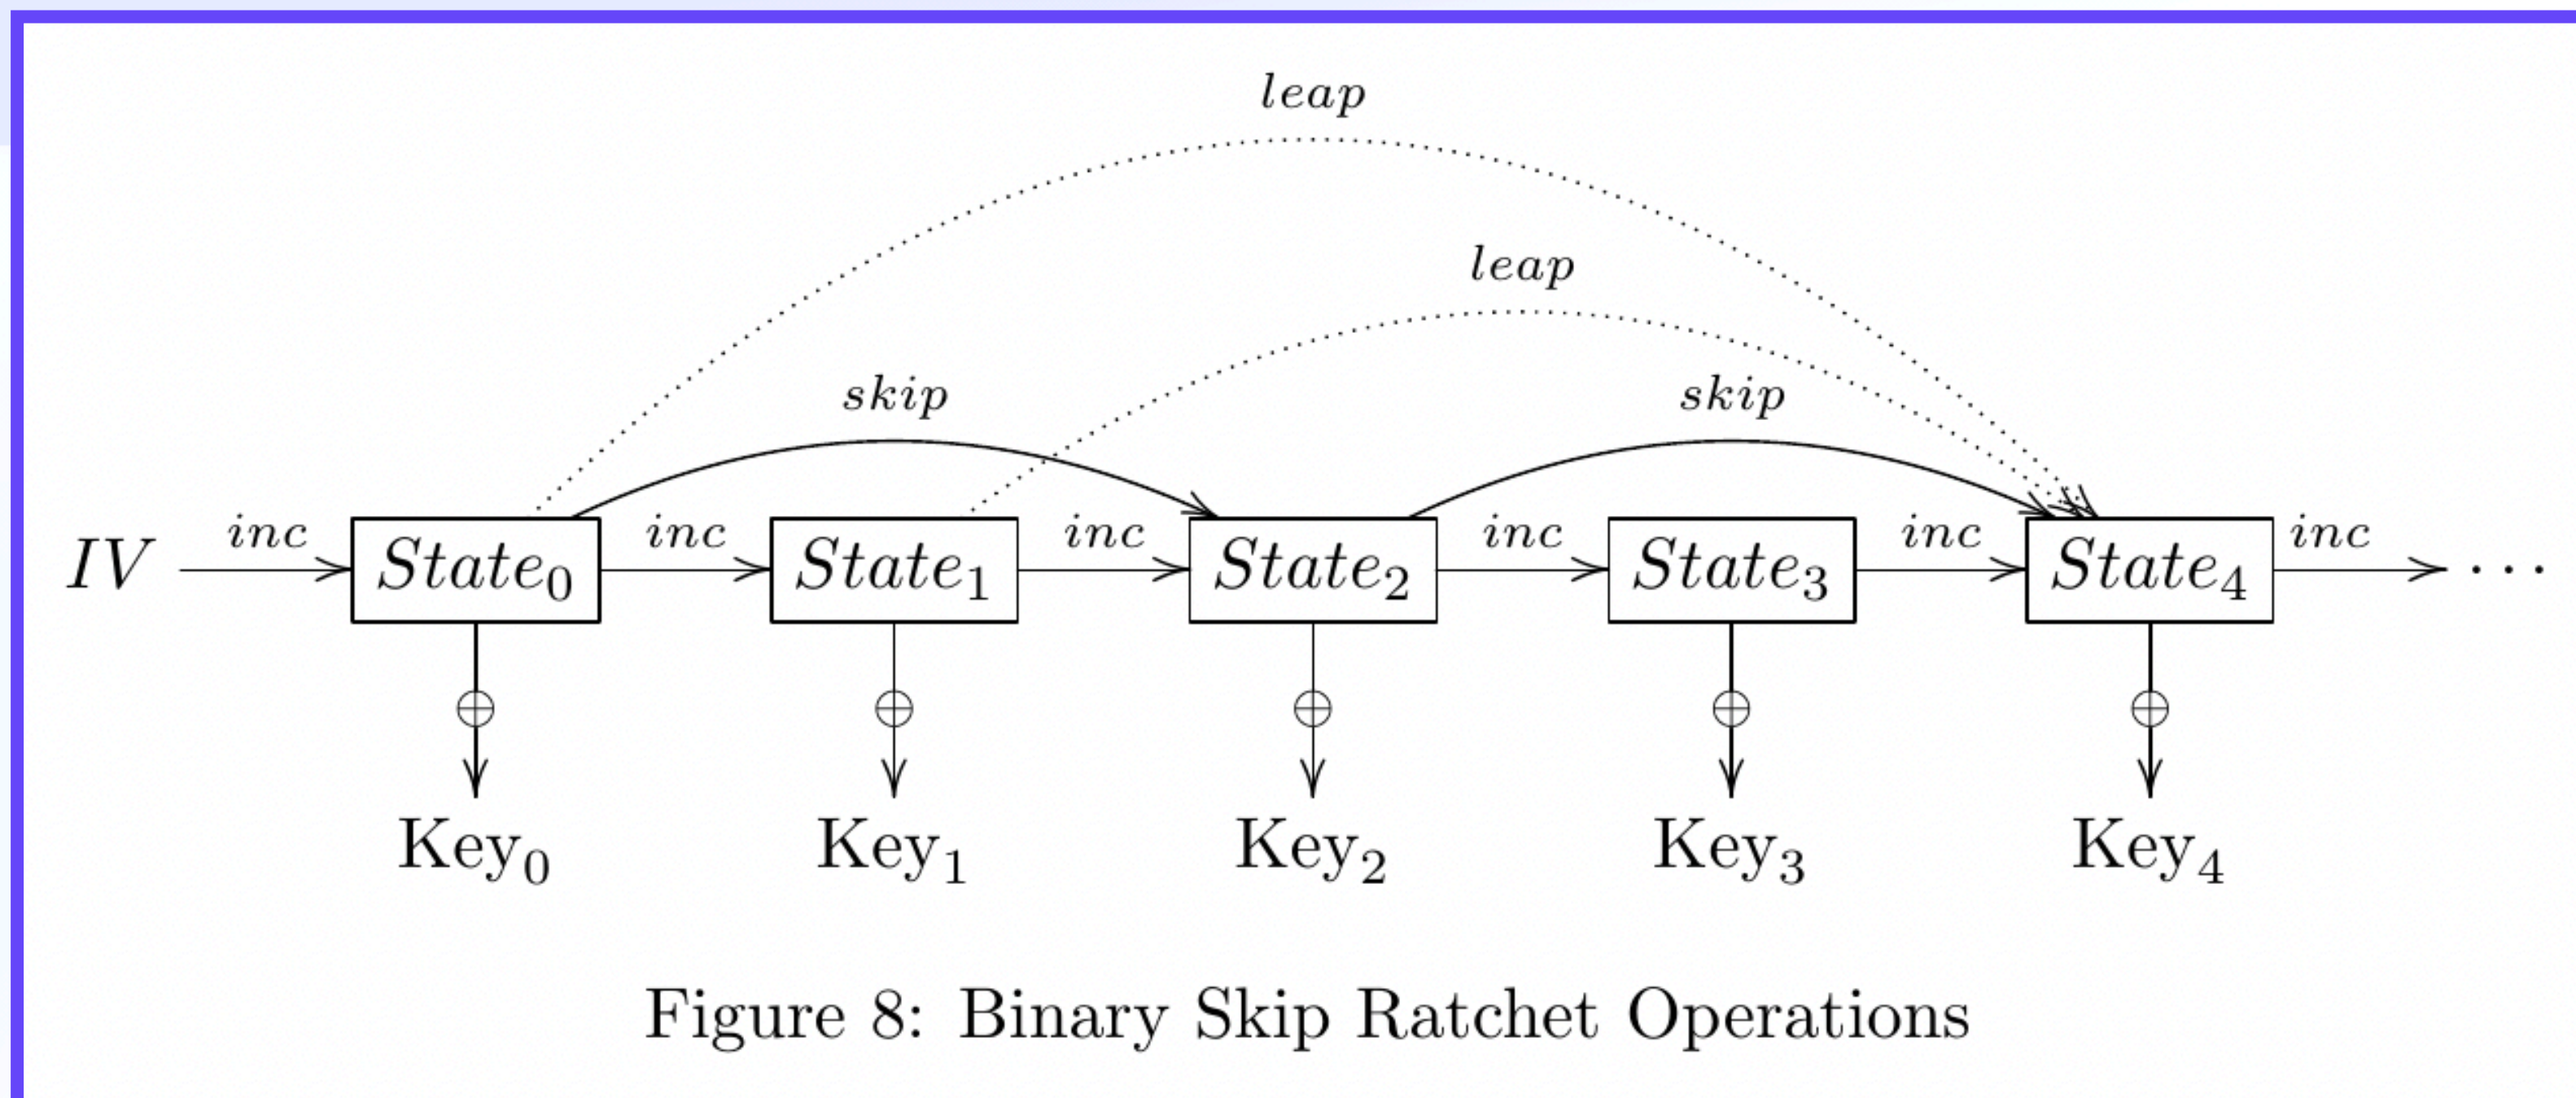 leap
leap
skip skip
IV inc State₀ inc State₁ inc State₂ inc State₃ inc State₄ inc ···
Key₀ Key₁ Key₂ Key₃ Key₄
Figure 8: Binary Skip Ratchet Operations